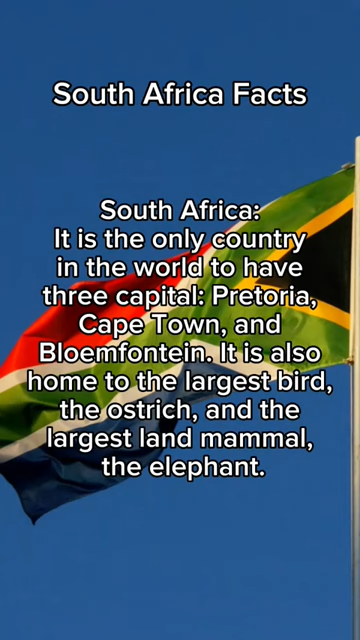 South Africa Facts
South Africa:
It is the only country
in the world to have
three capital: Pretoria,
Cape Town, and
Bloemfontein. It is also
home to the largest bird,
the ostrich, and the
largest land mammal,
the elephant.